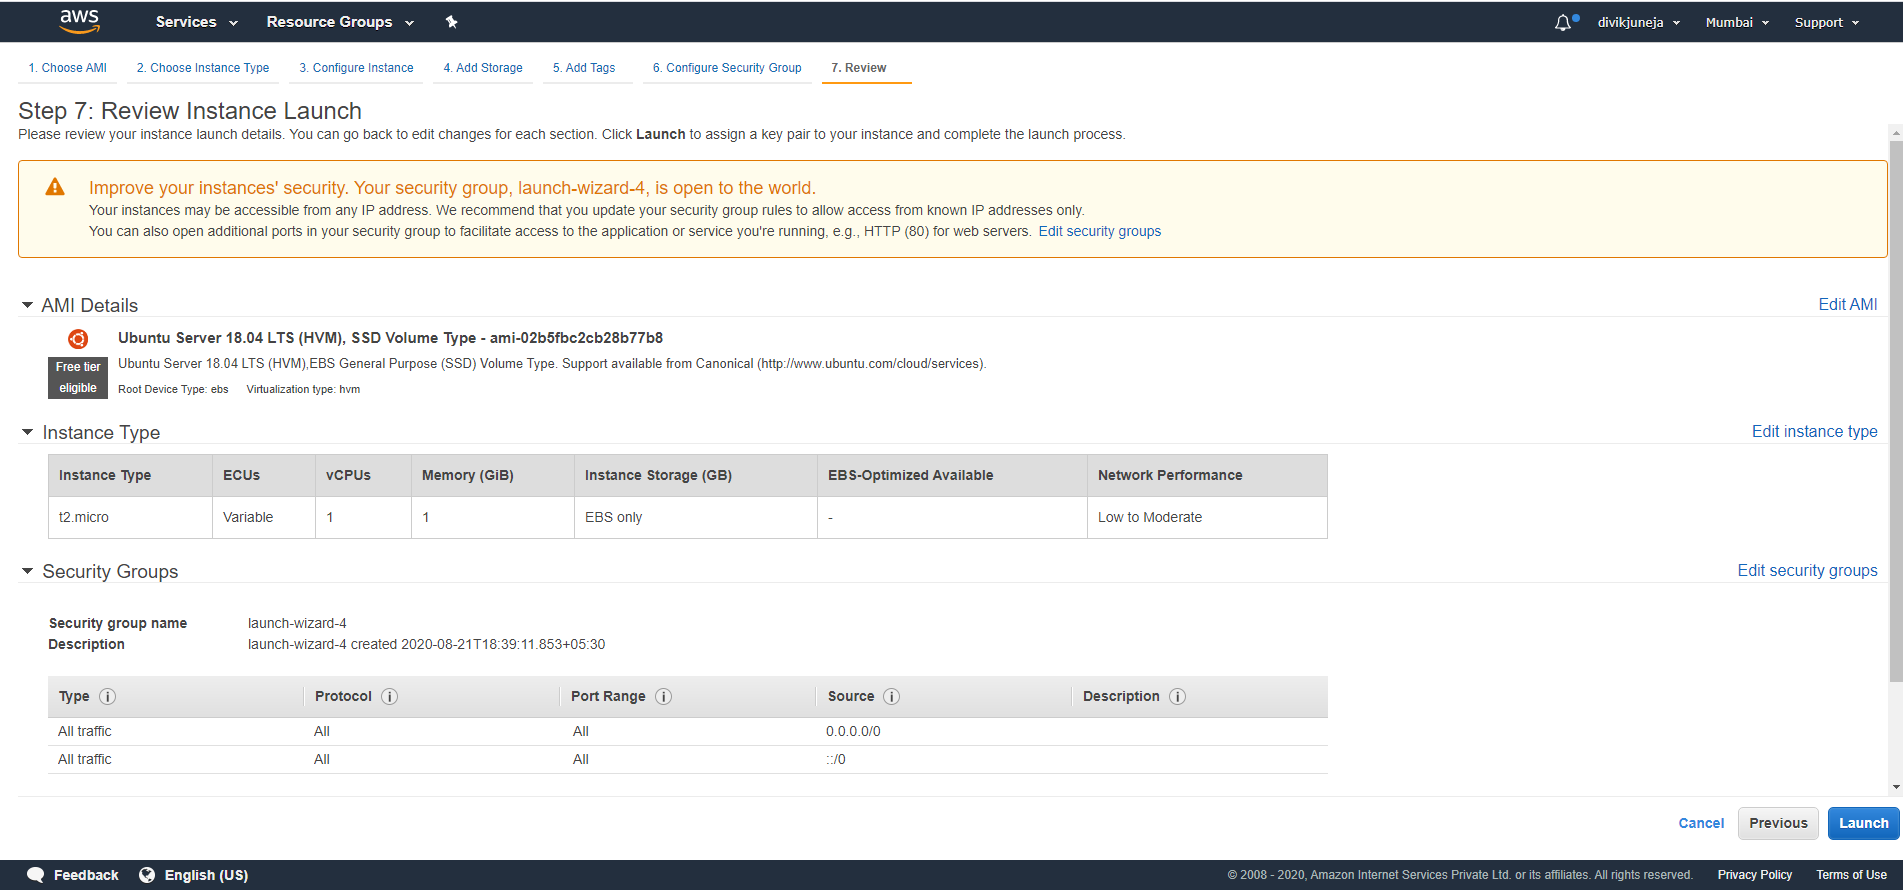 aws Services Resource Groups divikjuneja Mumbai Support
1. Choose AMI 2. Choose Instance Type 3. Configure Instance 4. Add Storage 5. Add Tags 6. Configure Security Group 7. Review
Step 7: Review Instance Launch
Please review your instance launch details. You can go back to edit changes for each section. Click Launch to assign a key pair to your instance and complete the launch process.
Improve your instances' security. Your security group, launch-wizard-4, is open to the world.
Your instances may be accessible from any IP address. We recommend that you update your security group rules to allow access from known IP addresses only.
You can also open additional ports in your security group to facilitate access to the application or service you're running, e.g., HTTP (80) for web servers. Edit security groups
AMI Details Edit AMI
Ubuntu Server 18.04 LTS (HVM), SSD Volume Type - ami-02b5fbc2cb28b77b8
Free tier
eligible
Ubuntu Server 18.04 LTS (HVM),EBS General Purpose (SSD) Volume Type. Support available from Canonical (http://www.ubuntu.com/cloud/services).
Root Device Type: ebs Virtualization type: hvm
Instance Type Edit instance type
Instance Type ECUs vCPUs Memory (GiB) Instance Storage (GB) EBS-Optimized Available Network Performance
t2.micro Variable 1 1 EBS only - Low to Moderate
Security Groups Edit security groups
Security group name launch-wizard-4
Description launch-wizard-4 created 2020-08-21T18:39:11.853+05:30
Type Protocol Port Range Source Description
All traffic All All 0.0.0.0/0
All traffic All All ::/0
Cancel Previous Launch
Feedback English (US) © 2008 - 2020, Amazon Internet Services Private Ltd. or its affiliates. All rights reserved. Privacy Policy Terms of Use